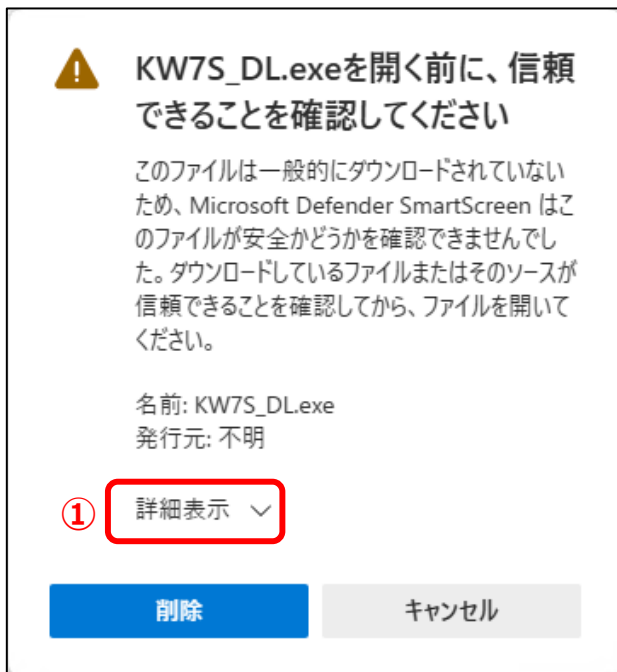 KW7S_DL.exeを開く前に、信頼
できることを確認してください
このファイルは一般的にダウンロードされていない
ため、Microsoft Defender SmartScreen はこ
のファイルが安全かどうかを確認できませんでし
た。ダウンロードしているファイルまたはそのソースが
信頼できることを確認してから、ファイルを開いて
ください。
名前: KW7S_DL.exe
発行元: 不明
① 詳細表示
削除 キャンセル